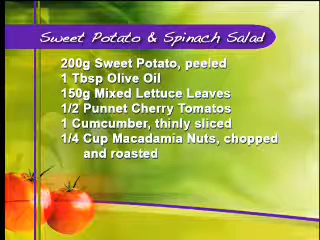 Sweet Potato & Spinach Salad
200g Sweet Potato, peeled
1 Tbsp Olive Oil
150g Mixed Lettuce Leaves
1/2 Punnet Cherry Tomatos
1 Cumcumber, thinly sliced
1/4 Cup Macadamia Nuts, chopped
and roasted